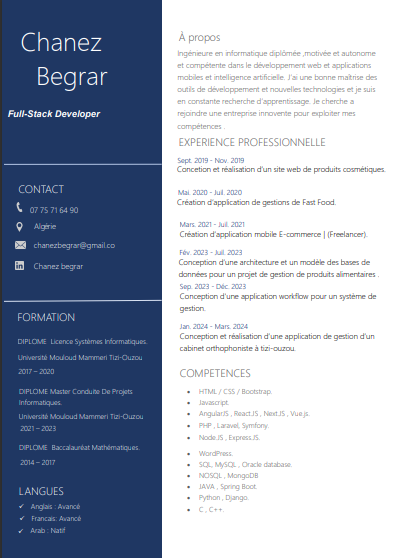 Chanez
Begrar
Full-Stack Developer
CONTACT
07 75 71 64 90
Algérie
chanezbegrar@gmail.co
Chanez begrar
FORMATION
DIPLOME Licence Systèmes Informatiques.
Université Mouloud Mammeri Tizi-Ouzou
2017 – 2020
DIPLOME Master Conduite De Projets
Informatiques.
Université Mouloud Mammeri Tizi-Ouzou
2021 – 2023
DIPLOME Baccalauréat Mathématiques.
2014 – 2017
LANGUES
Anglais : Avancé
Francais: Avancé
Arab : Natif
À propos
Ingénieure en informatique diplômée ,motivée et autonome
et compétente dans le développement web et applications
mobiles et intelligence artificielle. J'ai une bonne maîtrise des
outils de développement et nouvelles technologies et je suis
en constante recherche d'apprentissage. Je cherche a
rejoindre une entreprise innovente pour exploiter mes
compétences .
EXPERIENCE PROFESSIONNELLE
Sept. 2019 - Nov. 2019
Concetion et réalisation d'un site web de produits cosmétiques.
Mai. 2020 - Juil. 2020
Création d'application de gestions de Fast Food.
Mars. 2021 - Juil. 2021
Création d'application mobile E-commerce | (Freelancer).
Fév. 2023 - Juil. 2023
Conception d'une architecture et un modèle des bases de
données pour un projet de gestion de produits alimentaires .
Sep. 2023 - Déc. 2023
Conception d'une application workflow pour un système de
gestion.
Jan. 2024 - Mars. 2024
Conception et réalisation d'une application de gestion d'un
cabinet orthophoniste à tizi-ouzou.
COMPETENCES
HTML / CSS / Bootstrap.
Javascript.
AngularJS , React.JS , Next.JS , Vue.js.
PHP , Laravel, Symfony.
Node.JS , Express.JS.
WordPress.
SQL, MySQL , Oracle database.
NOSQL , MongoDB
JAVA , Spring Boot.
Python , Django.
C , C++.